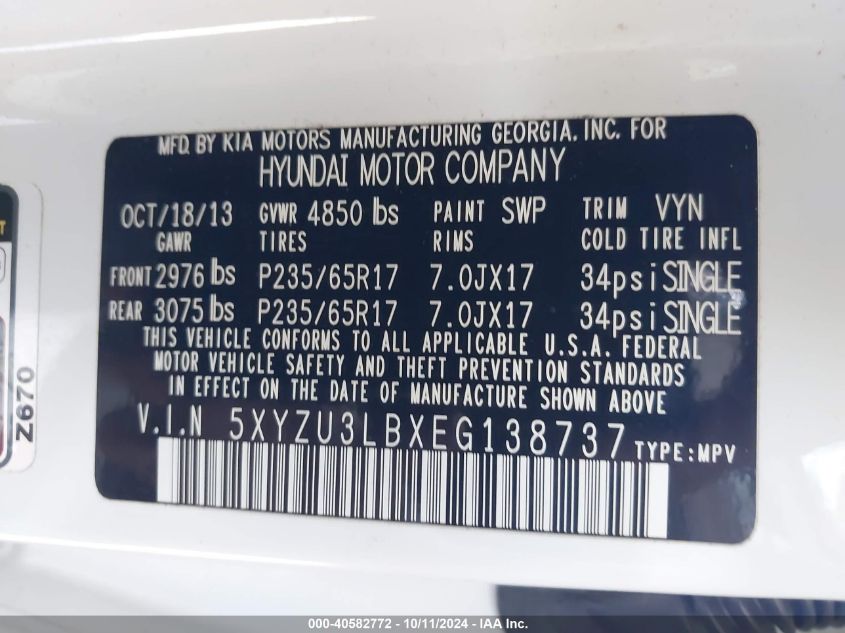 MFD. BY KIA MOTORS MANUFACTURING GEORGIA. INC. FOR
HYUNDAI MOTOR COMPANY
OCT/18/13 GVWR 4850 lbs PAINT SWP TRIM VYN
GAWR TIRES RIMS COLD TIRE INFL
FRONT 2976 lbs P235/65R17 7.0JX17 34psi SINGLE
REAR 3075 lbs P235/65R17 7.0JX17 34psi SINGLE
THIS VEHICLE CONFORMS TO ALL APPLICABLE U.S.A. FEDERAL
MOTOR VEHICLE SAFETY AND THEFT PREVENTION STANDARDS
IN EFFECT ON THE DATE OF MANUFACTURE SHOWN ABOVE
V.I.N 5XYZU3LBXEG138737 TYPE:MPV
Z670
000-40582772 - 10/11/2024 - IAA Inc.